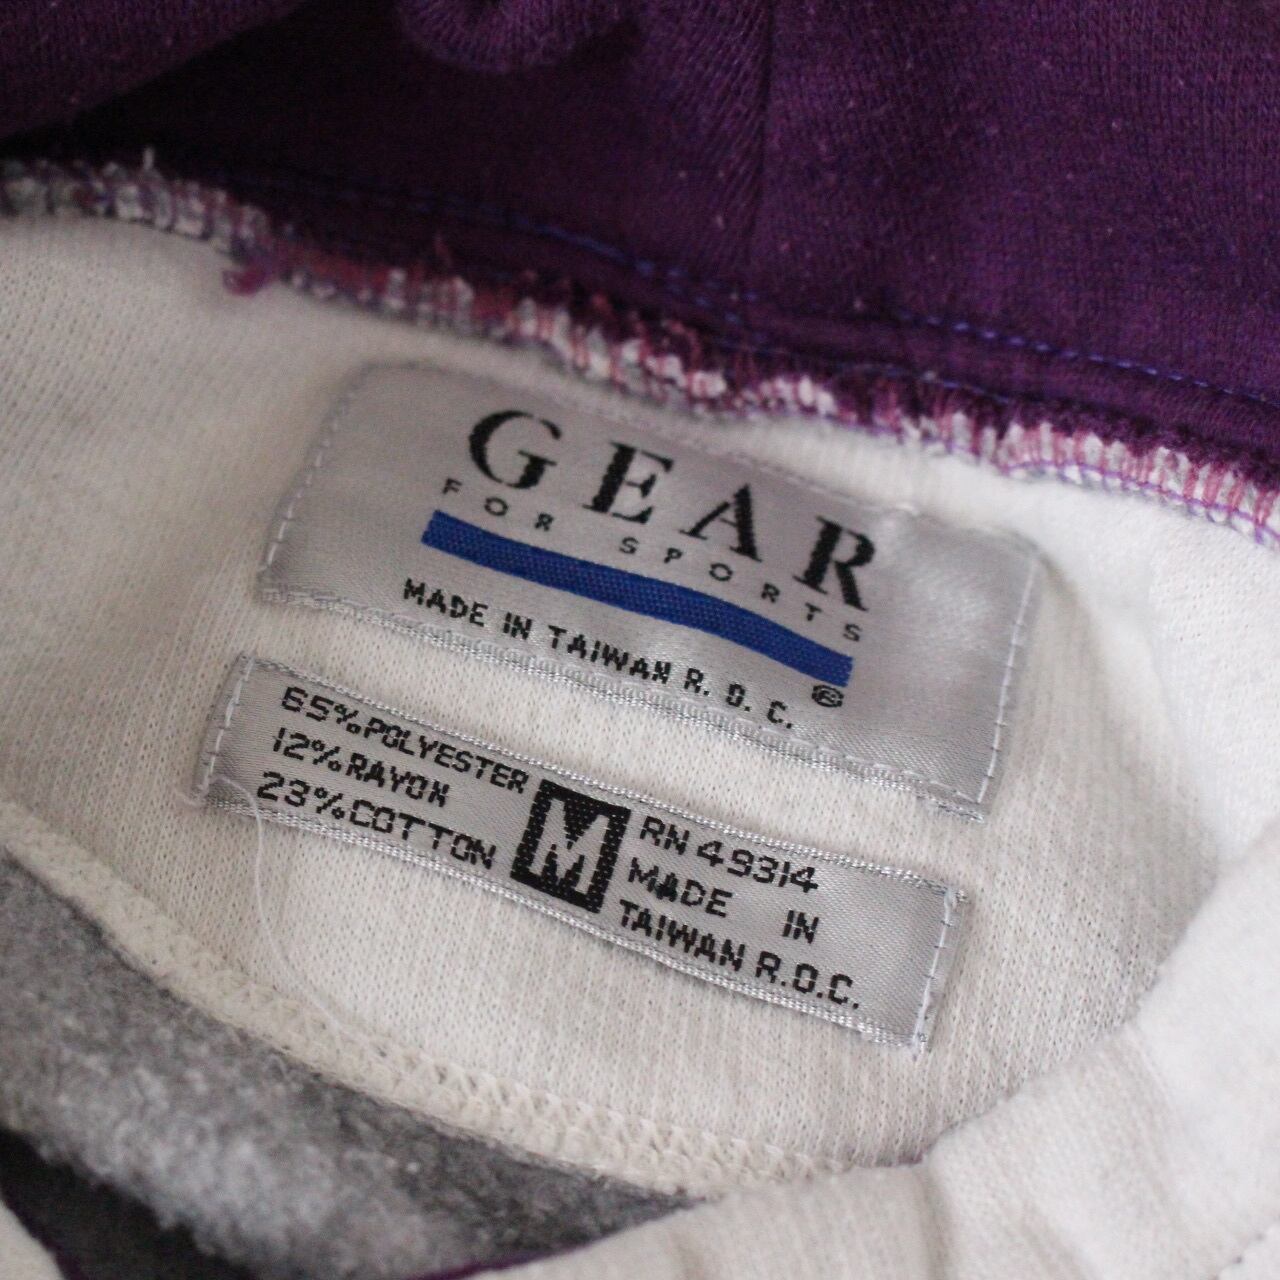 GEAR
FOR SPORTS
MADE IN TAIWAN R.O.C.
®
65%POLYESTER
12%RAYON
23%COTTON
M
RN 49314
MADE IN
TAIWAN R.O.C.